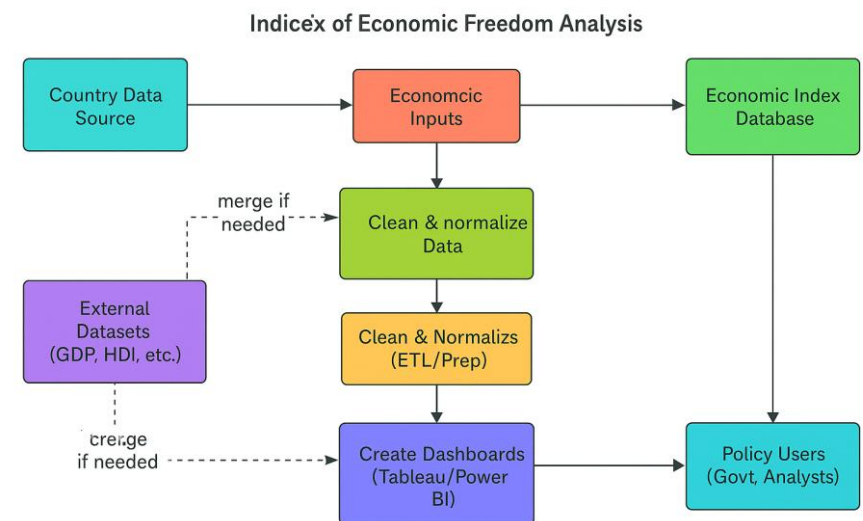 Indicex of Economic Freedom Analysis
Country Data
Source
Economcic
Inputs
Economic Index
Database
merge if
needed
Clean & normalize
Data
External
Datasets
(GDP, HDI, etc.)
Clean & Normalizs
(ETL/Prep)
if needed
Create Dashboards
(Tableau/Power
BI)
Policy Users
(Govt, Analysts)